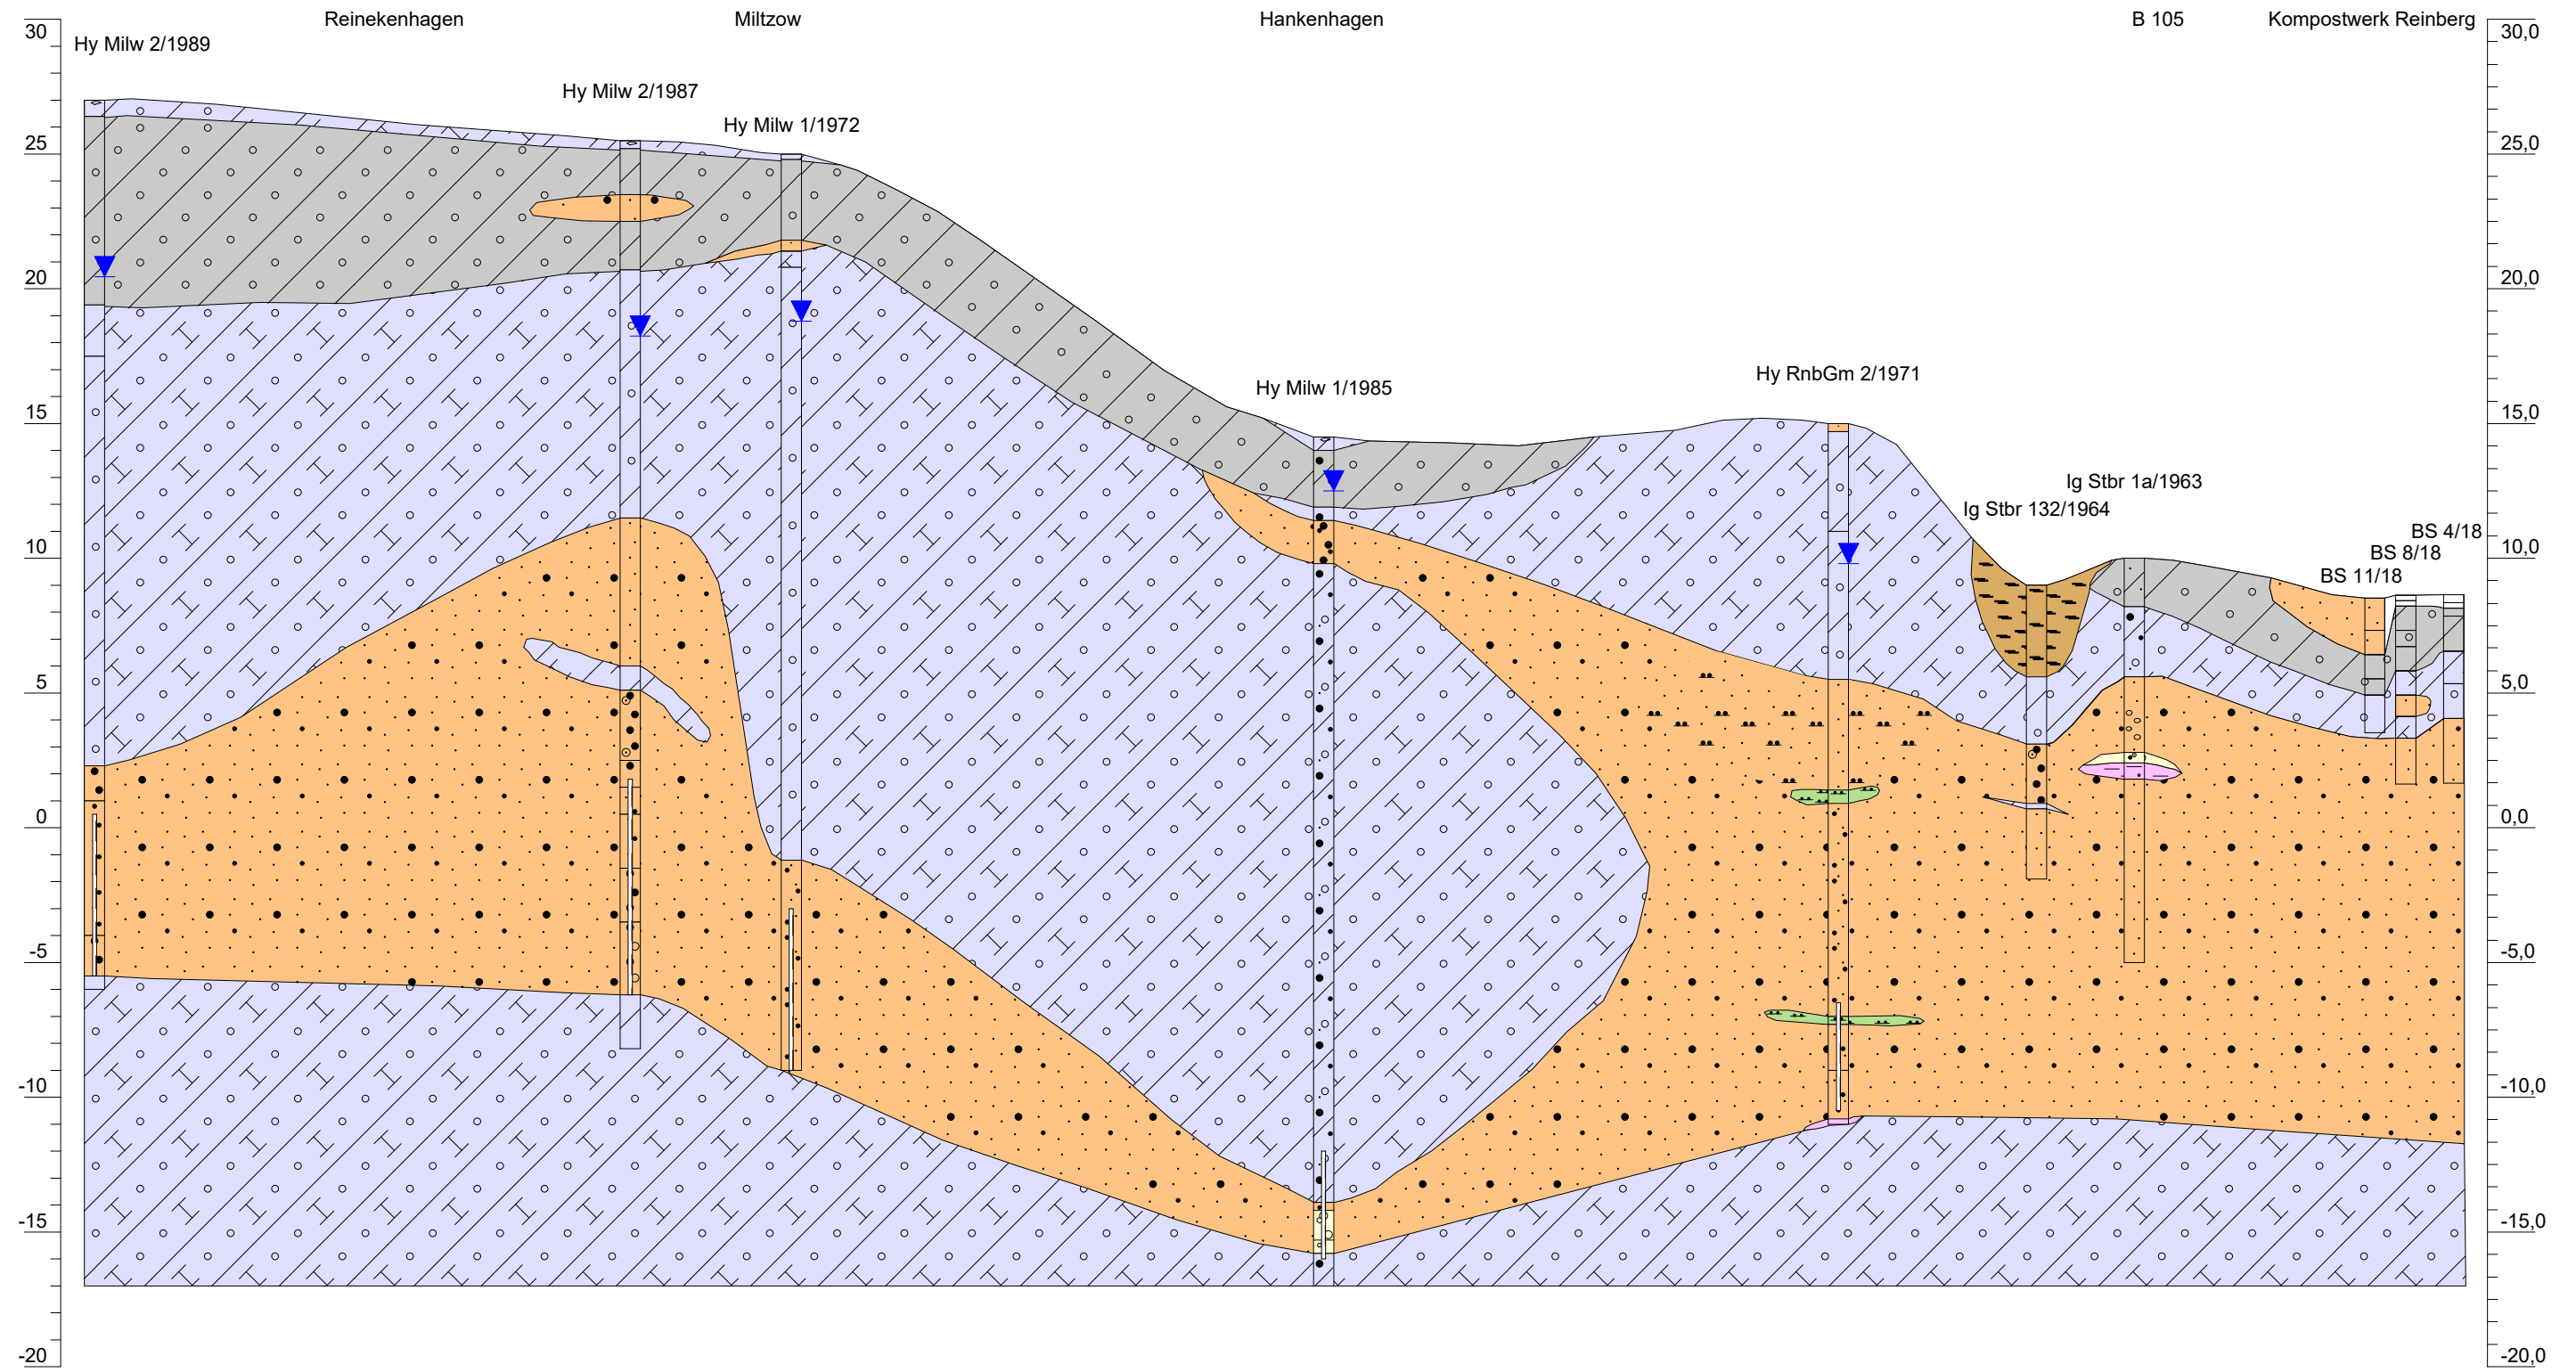 Reinekenhagen Miltzow Hankenhagen B 105 Kompostwerk Reinberg
30 30,0
Hy Milw 2/1989
Hy Milw 2/1987
Hy Milw 1/1972
25 25,0
20 20,0
Hy RnbGm 2/1971
Hy Milw 1/1985
15 15,0
Ig Stbr 1a/1963
Ig Stbr 132/1964
BS 4/18
10 10,0
BS 8/18
BS 11/18
5 5,0
0 0,0
-5 -5,0
-10 -10,0
-15 -15,0
-20 -20,0